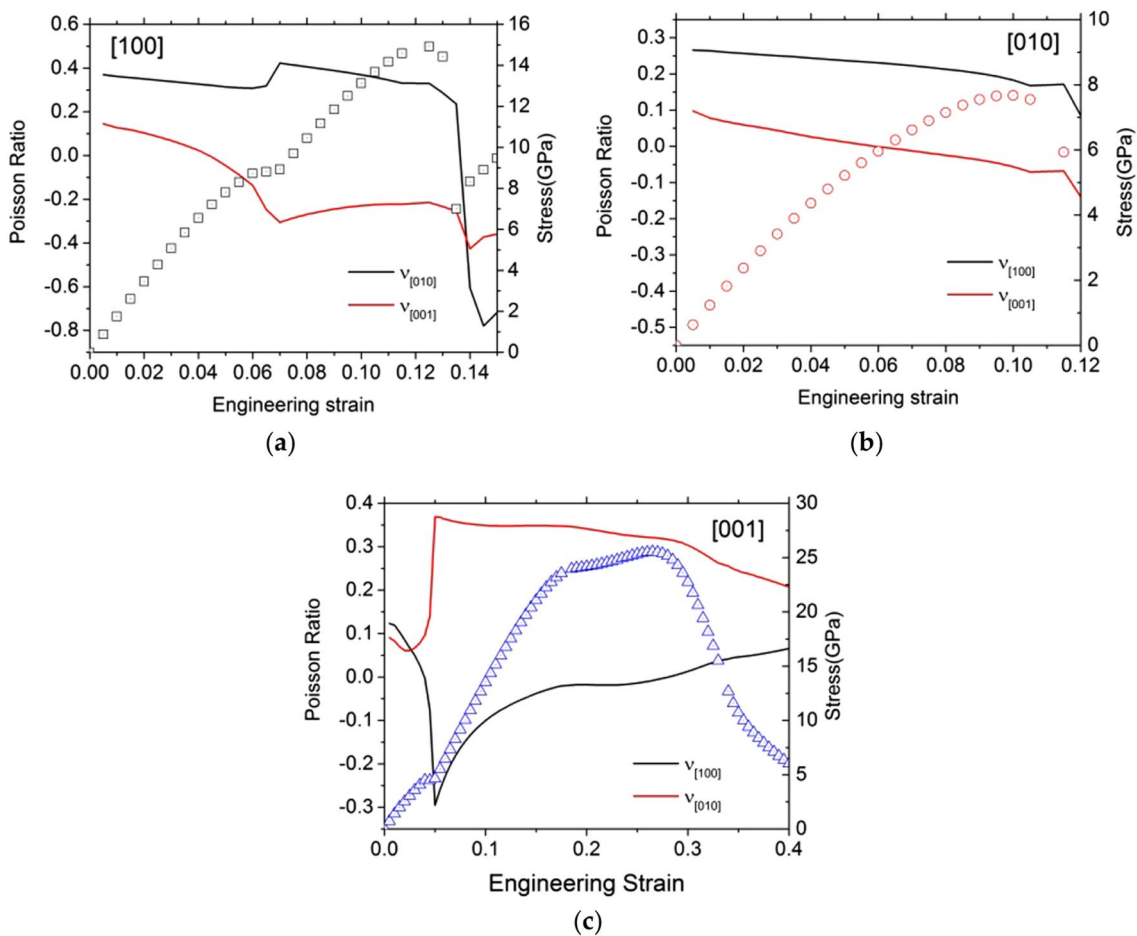 [100]
0.8
0.6
0.4
0.2
0.0
-0.2
-0.4
-0.6
-0.8
Poisson Ratio
16
14
12
10
8
6
4
2
0
Stress(GPa)
ν[010]
ν[001]
0.00 0.02 0.04 0.06 0.08 0.10 0.12 0.14
Engineering strain
(a)
[010]
0.3
0.2
0.1
0.0
-0.1
-0.2
-0.3
-0.4
-0.5
Poisson Ratio
10
8
6
4
2
0
Stress(GPa)
ν[100]
ν[001]
0.00 0.02 0.04 0.06 0.08 0.10 0.12
Engineering strain
(b)
[001]
0.4
0.3
0.2
0.1
0.0
-0.1
-0.2
-0.3
Poisson Ratio
30
25
20
15
10
5
0
Stress(GPa)
ν[100]
ν[010]
0.0 0.1 0.2 0.3 0.4
Engineering Strain
(c)